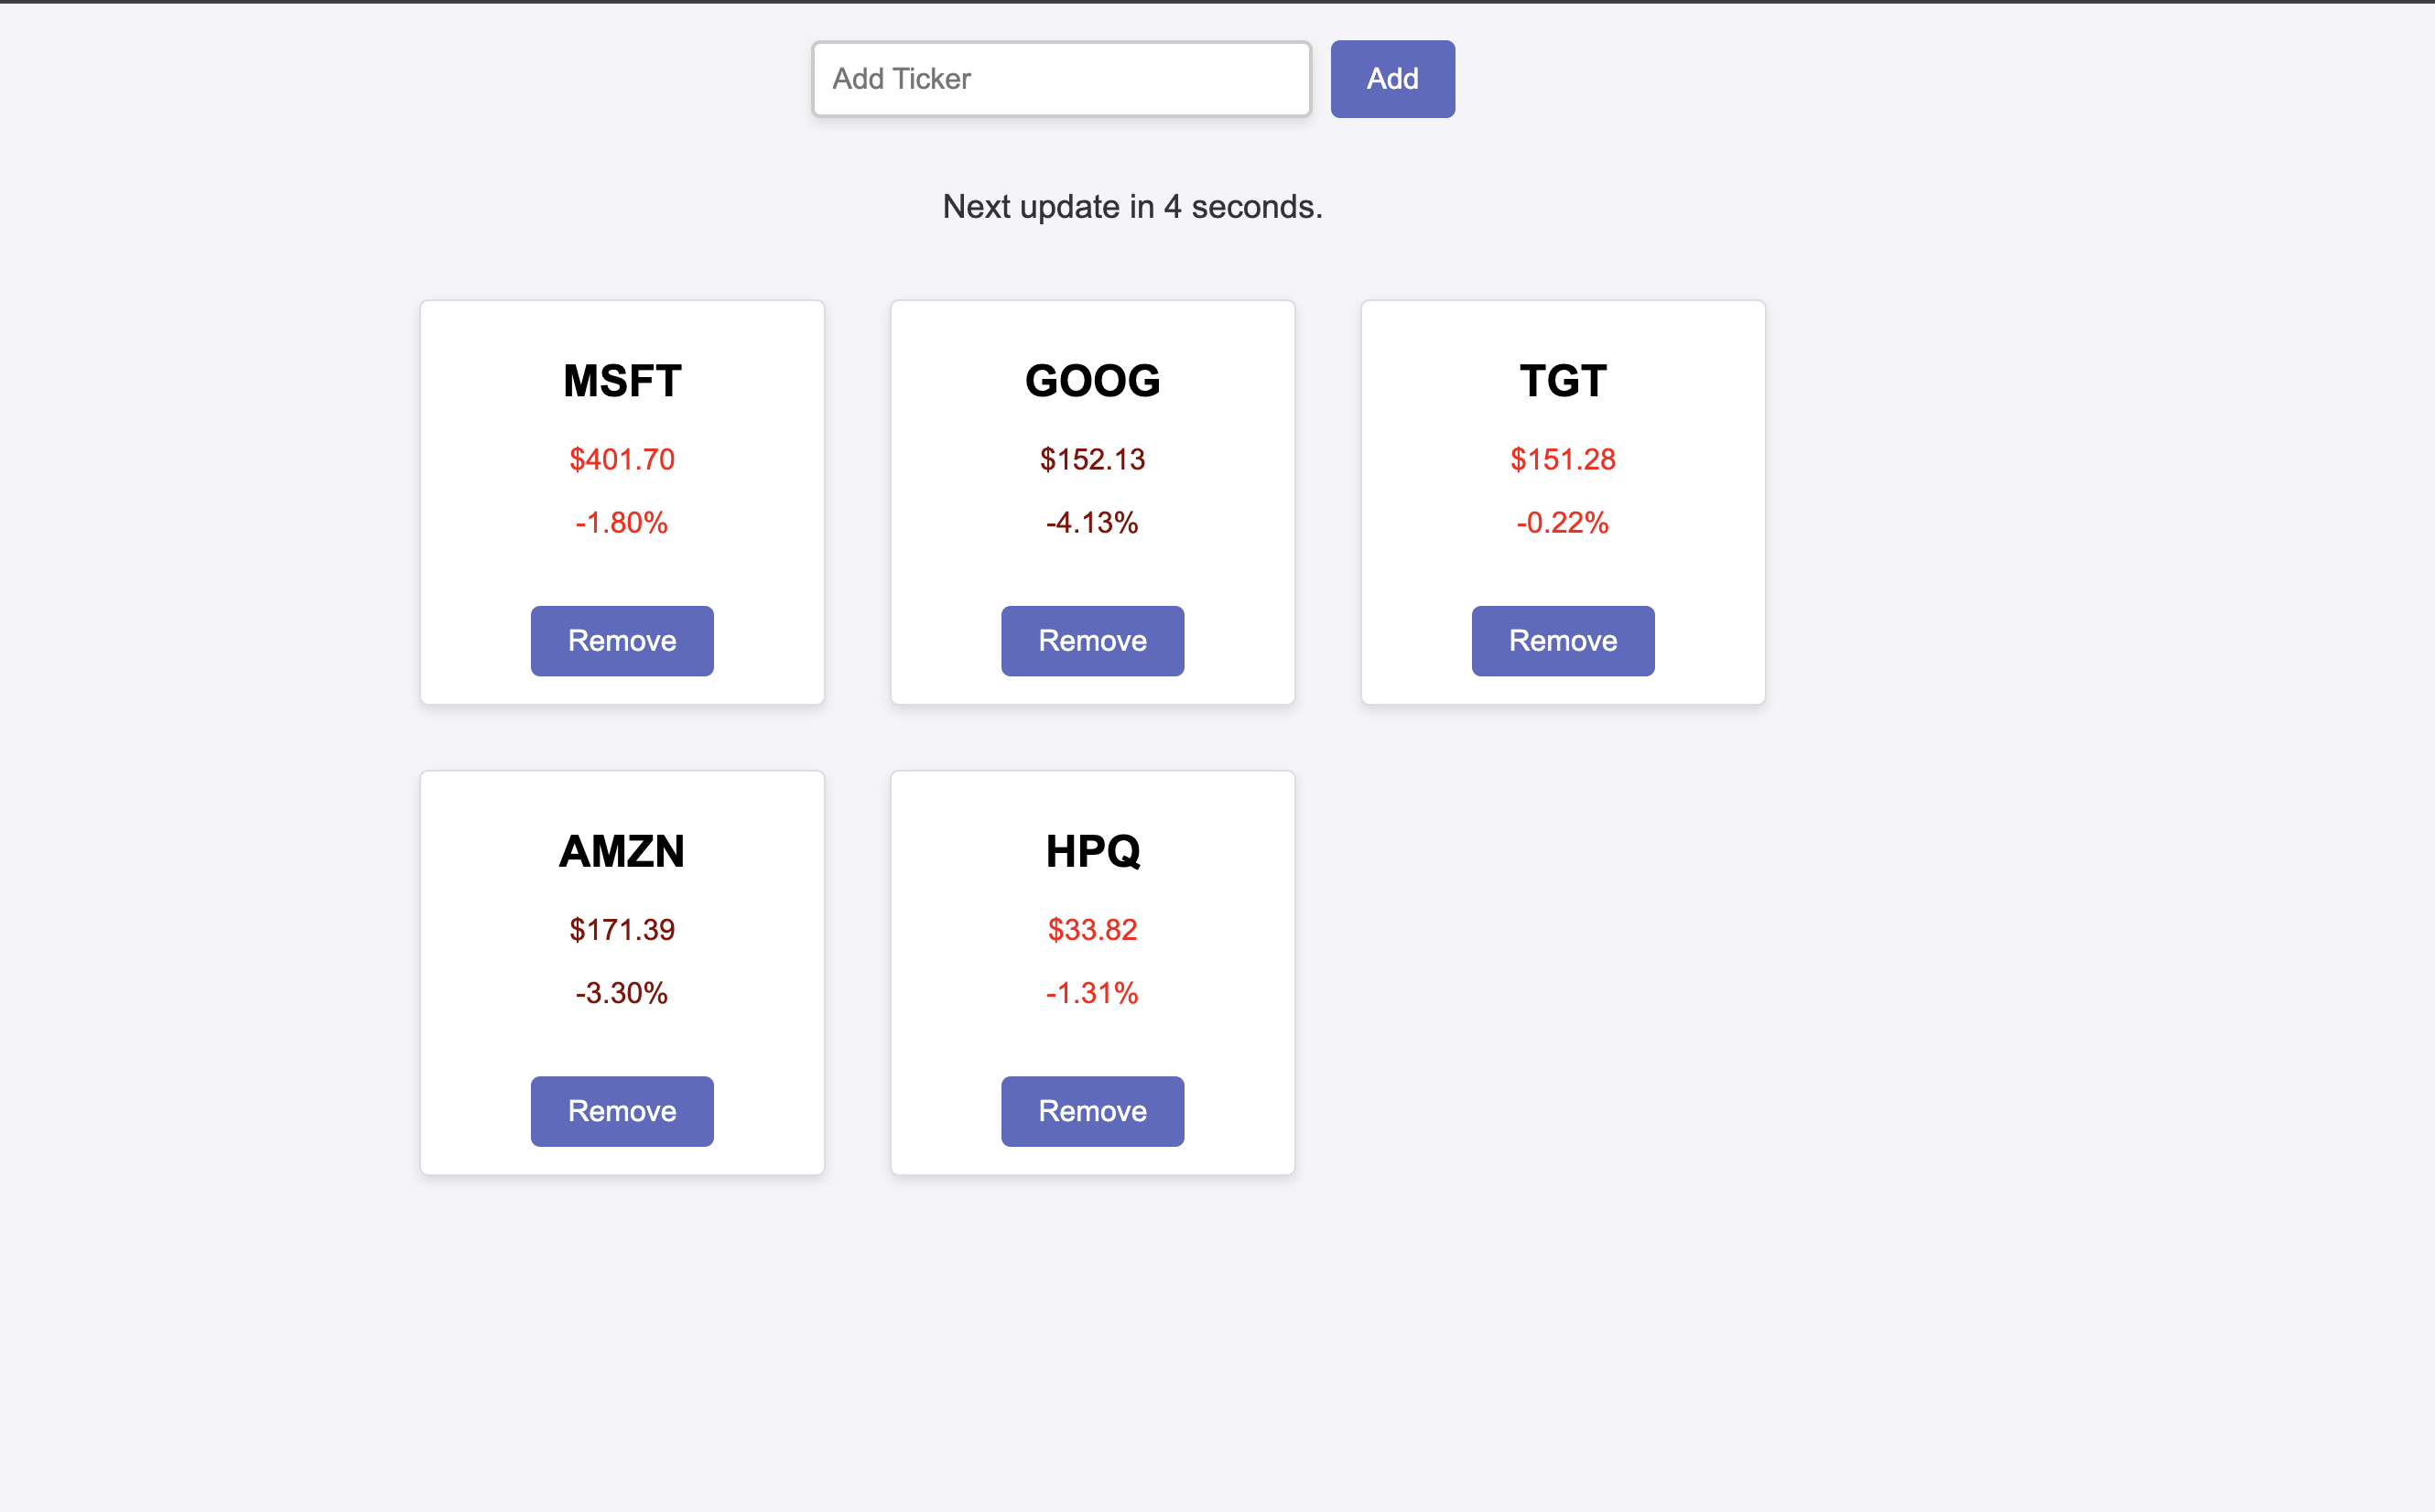 Add Ticker
Add
Next update in 4 seconds.
MSFT
$401.70
-1.80%
Remove
GOOG
$152.13
-4.13%
Remove
TGT
$151.28
-0.22%
Remove
AMZN
$171.39
-3.30%
Remove
HPQ
$33.82
-1.31%
Remove